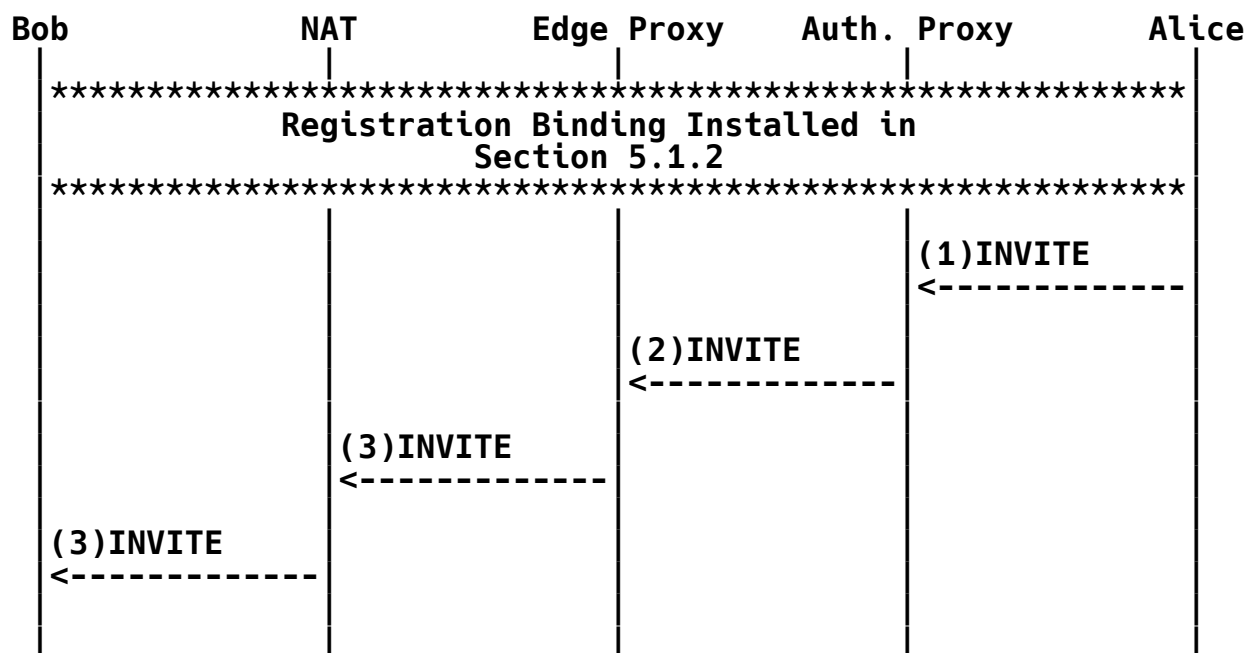 Bob NAT Edge Proxy Auth. Proxy Alice
***********************************************************
Registration Binding Installed in
Section 5.1.2
***********************************************************
(1)INVITE
<-------------
(2)INVITE
<-------------
(3)INVITE
<-------------
(3)INVITE
<-------------